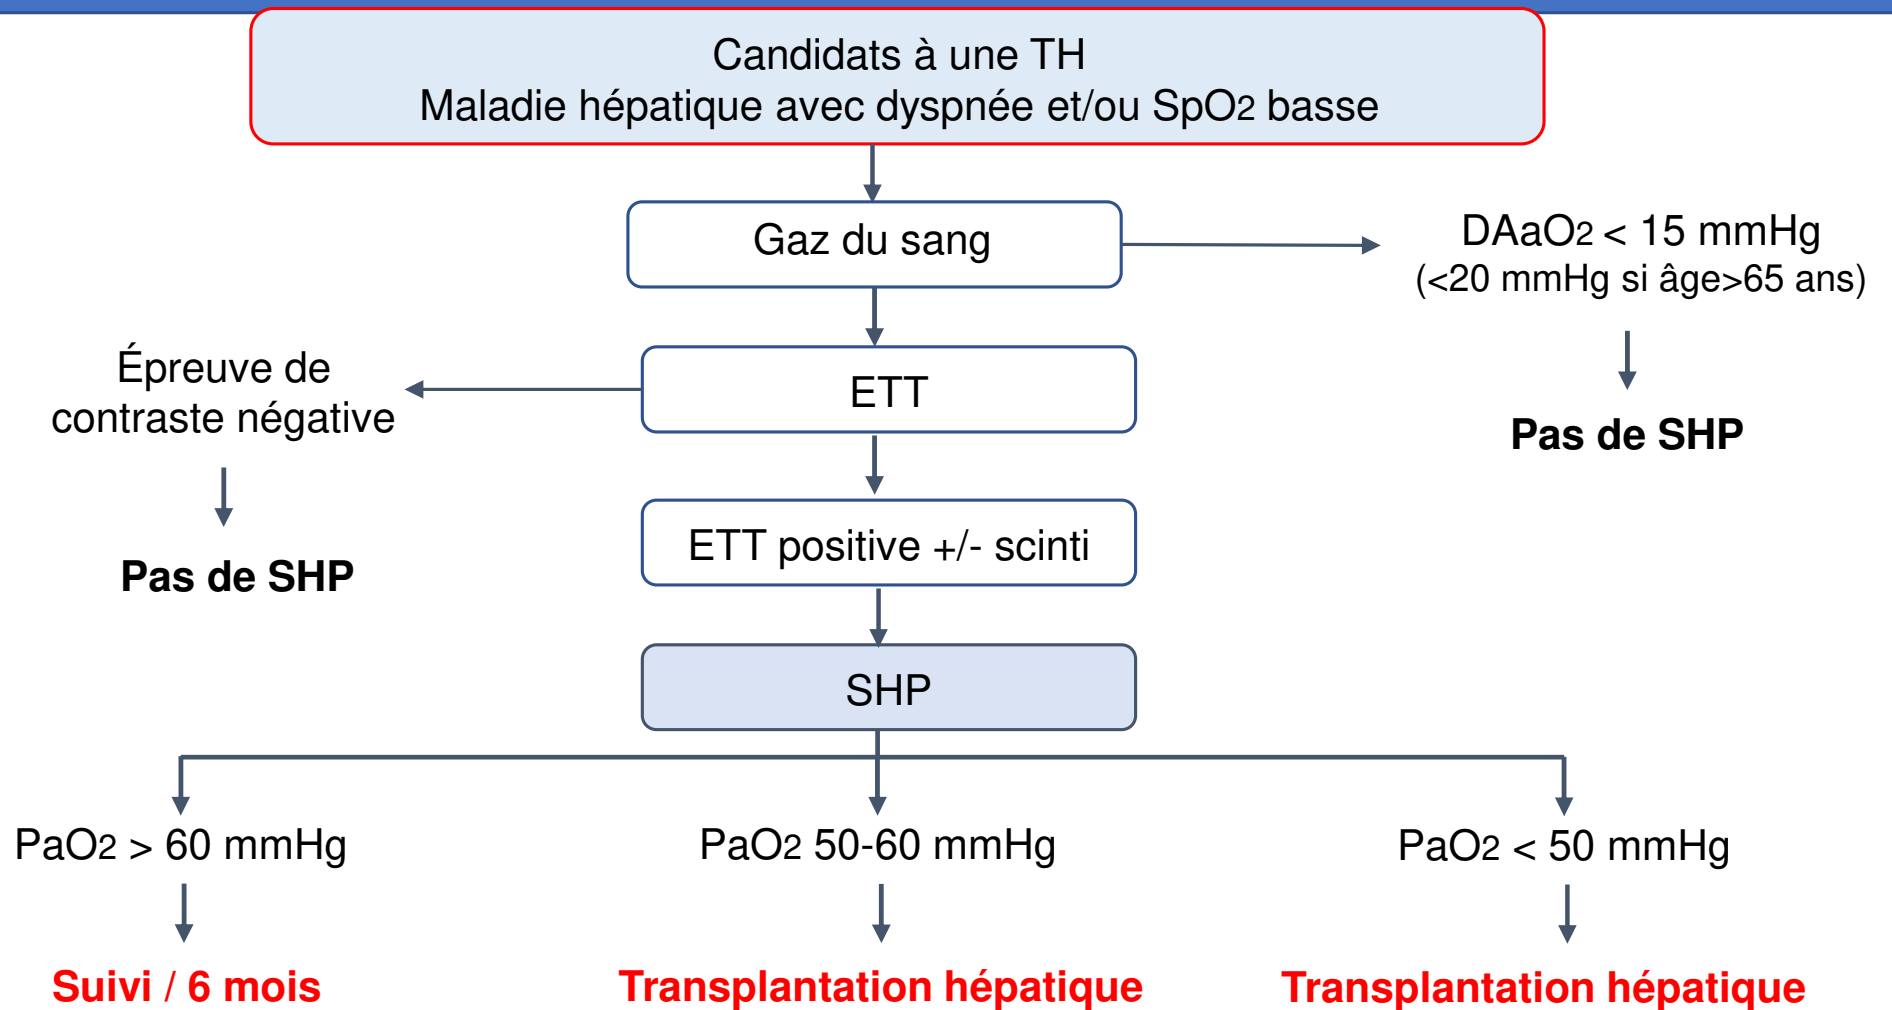 Candidats à une TH
Maladie hépatique avec dyspnée et/ou SpO2 basse
Gaz du sang
DAaO2 < 15 mmHg
(<20 mmHg si âge>65 ans)
Pas de SHP
ETT
Épreuve de
contraste négative
Pas de SHP
ETT positive +/- scinti
SHP
PaO2 > 60 mmHg
PaO2 50-60 mmHg
PaO2 < 50 mmHg
Suivi / 6 mois
Transplantation hépatique
Transplantation hépatique